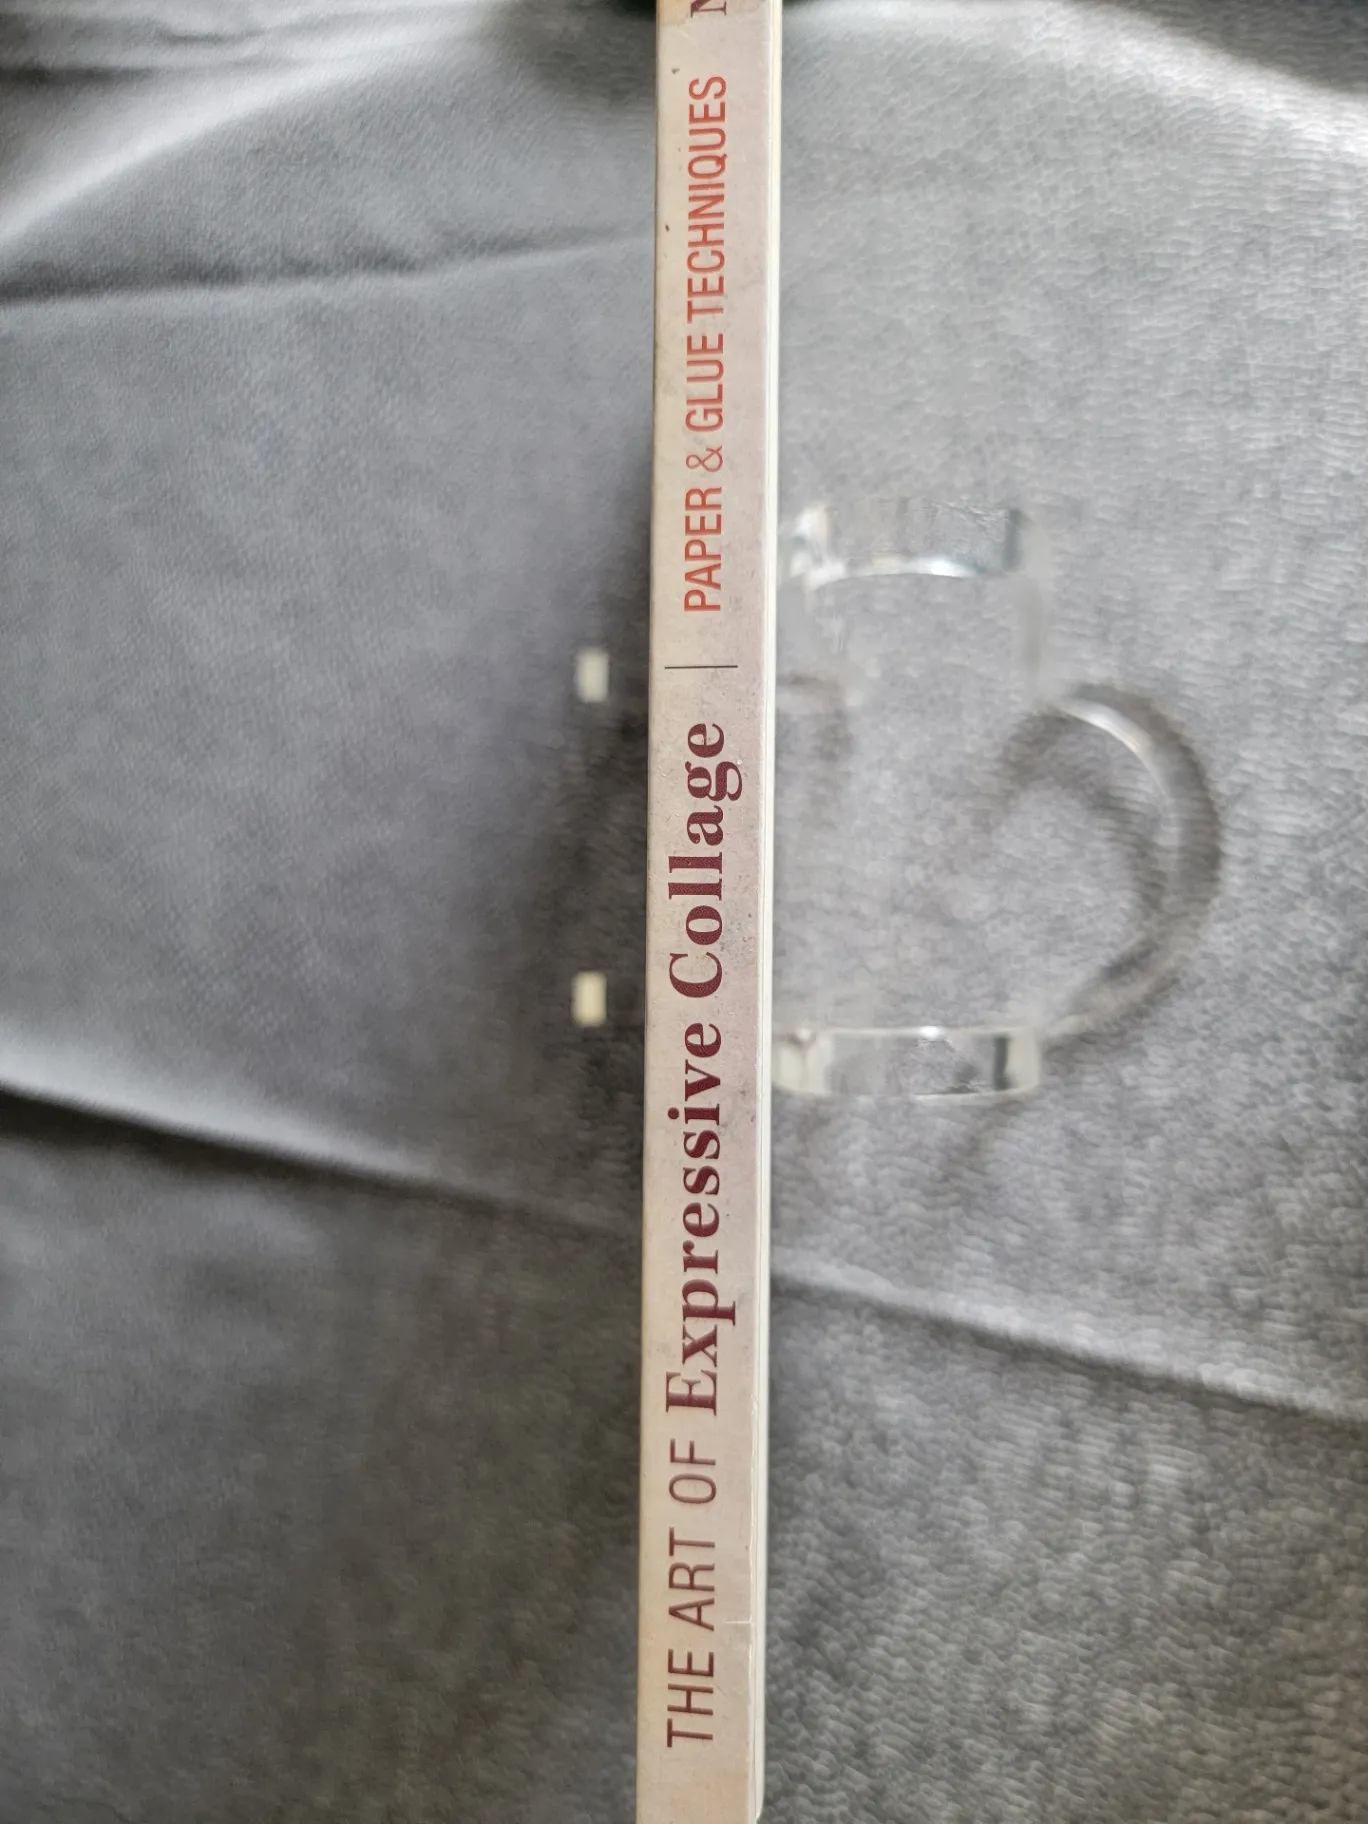 THE ART OF Expressive Collage | PAPER & GLUE TECHNIQUES